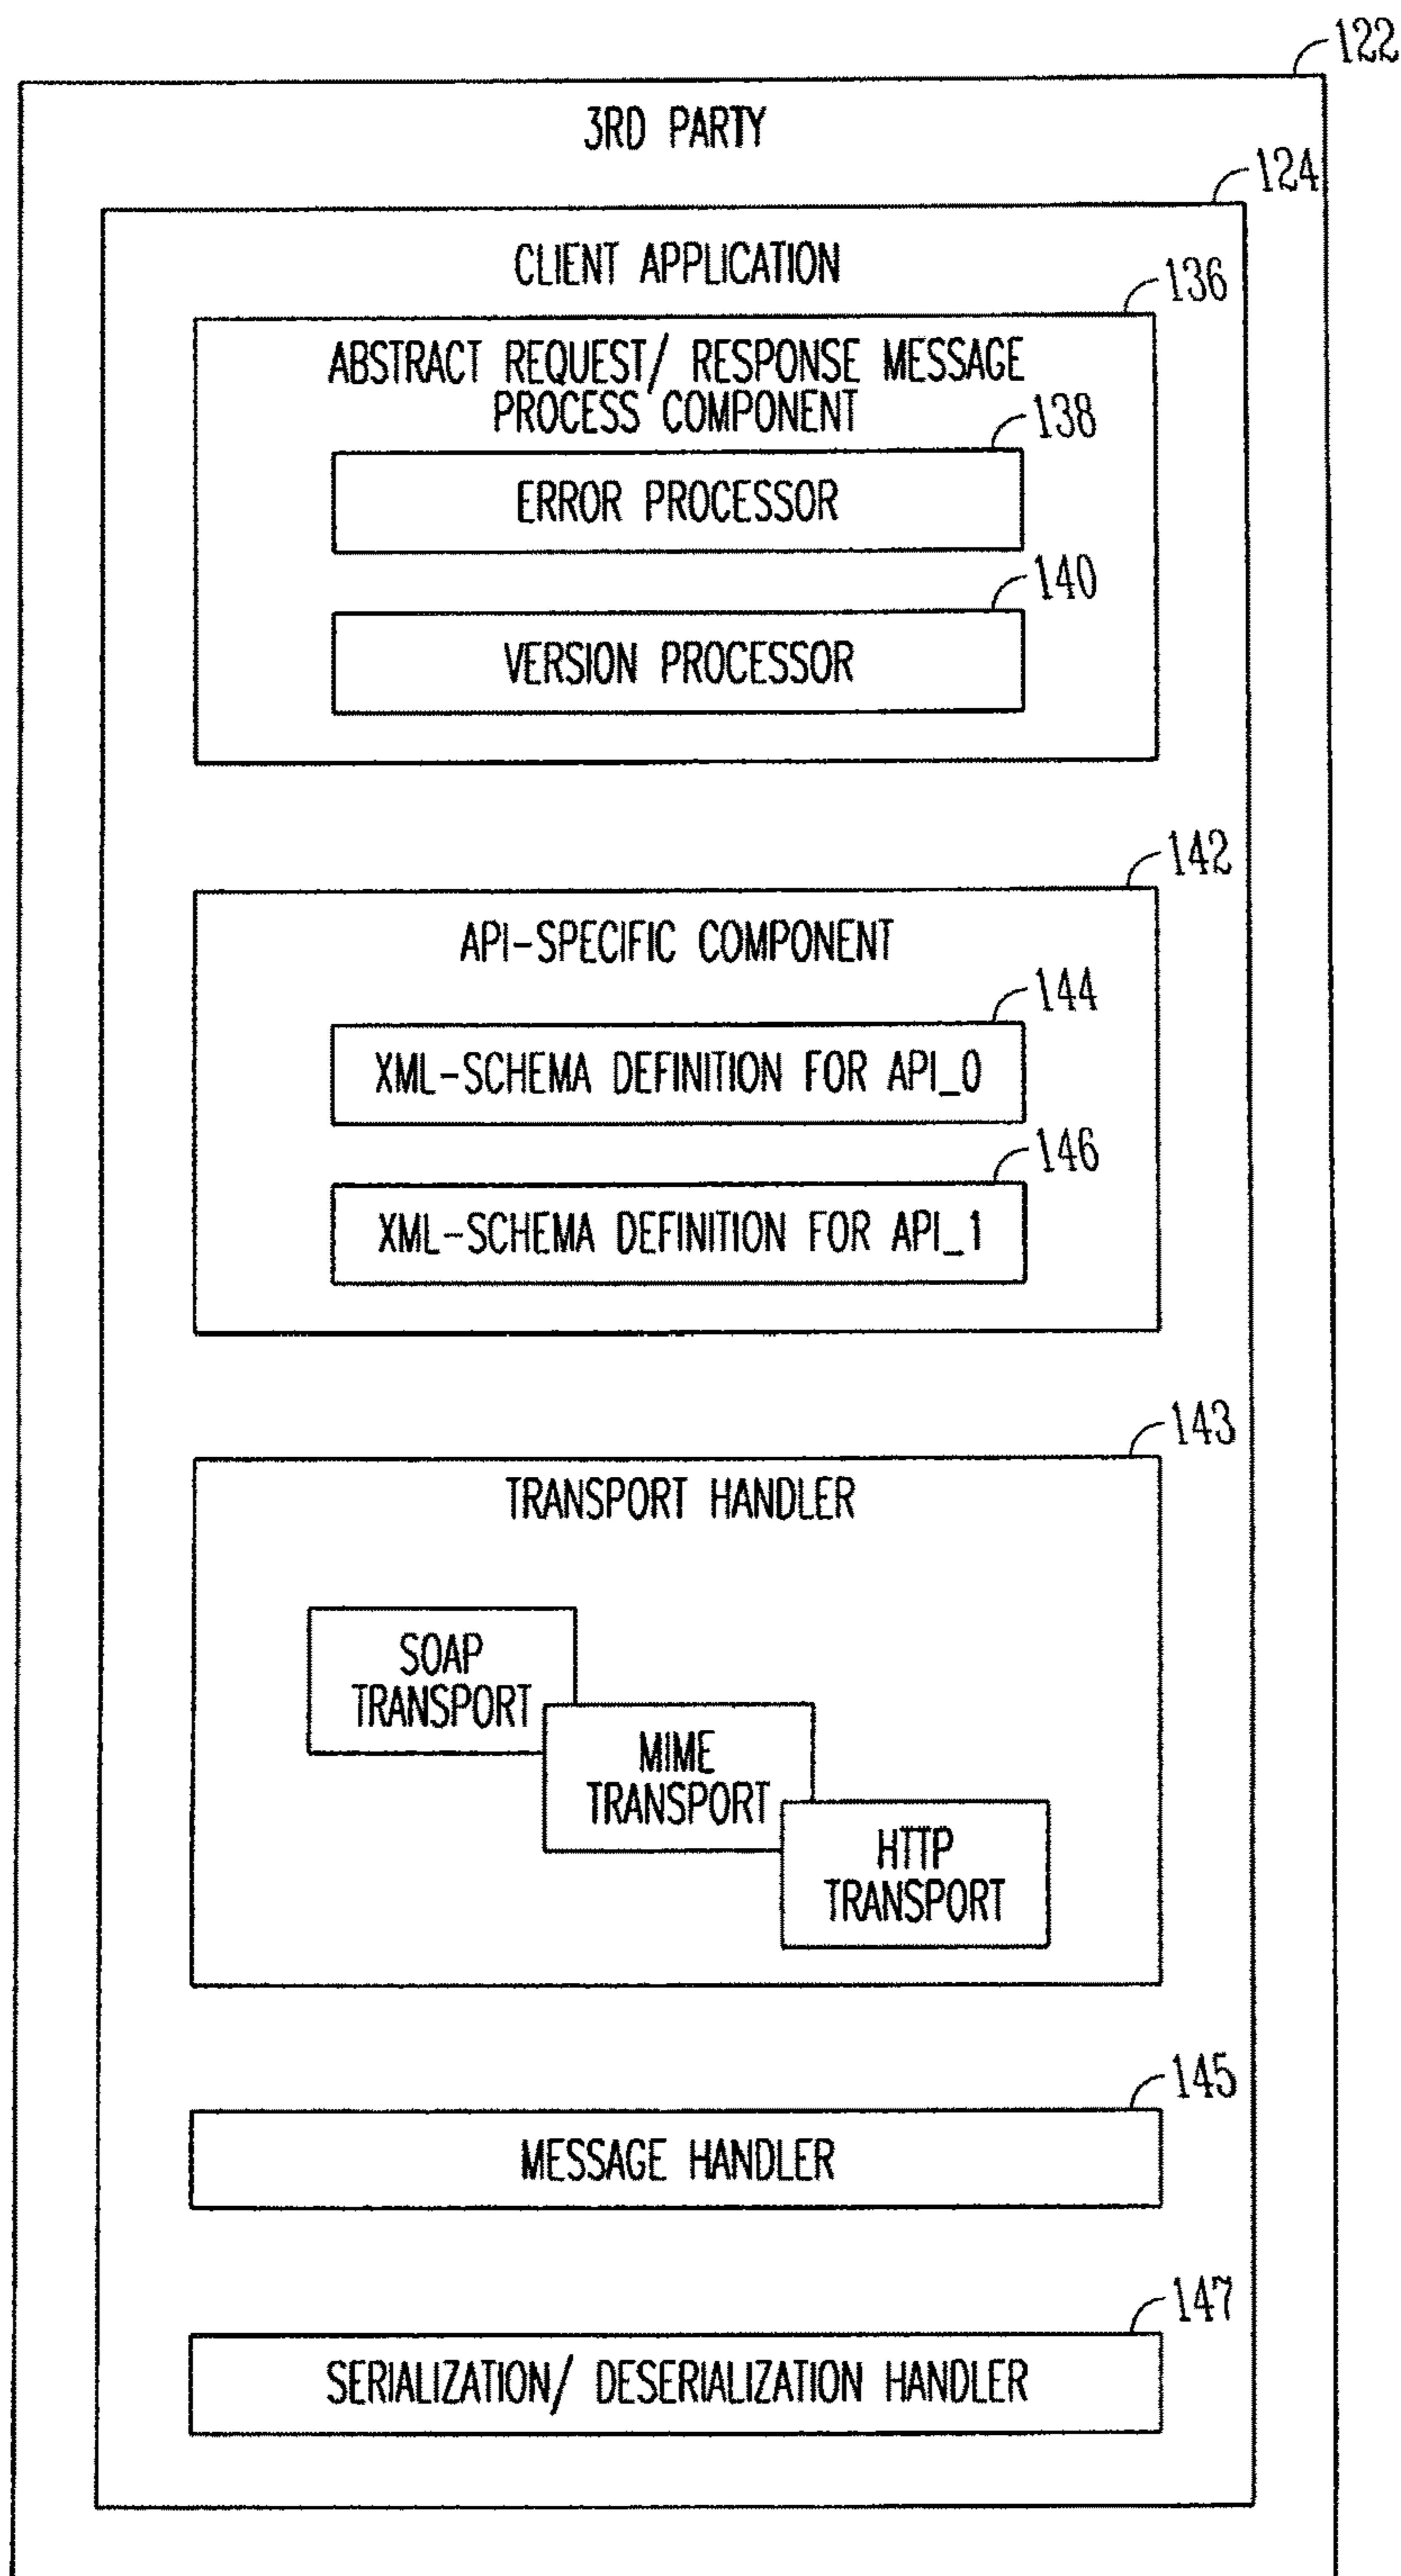 122
3RD PARTY
124
CLIENT APPLICATION
136
ABSTRACT REQUEST/ RESPONSE MESSAGE
PROCESS COMPONENT
138
ERROR PROCESSOR
140
VERSION PROCESSOR
142
API-SPECIFIC COMPONENT
144
XML-SCHEMA DEFINITION FOR API_0
146
XML-SCHEMA DEFINITION FOR API_1
143
TRANSPORT HANDLER
SOAP
TRANSPORT
MIME
TRANSPORT
HTTP
TRANSPORT
145
MESSAGE HANDLER
147
SERIALIZATION/ DESERIALIZATION HANDLER